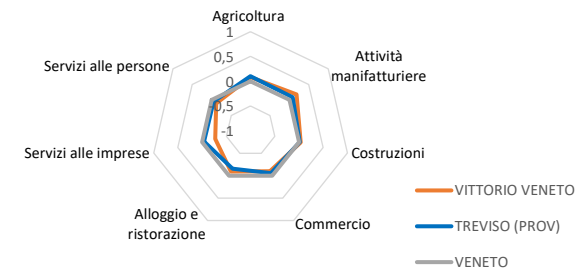 Agricoltura
1
0,5
0
-0,5
-1
Attività
manifatturiere
Costruzioni
Commercio
Alloggio e
ristorazione
Servizi alle imprese
Servizi alle persone
VITTORIO VENETO
TREVISO (PROV)
VENETO